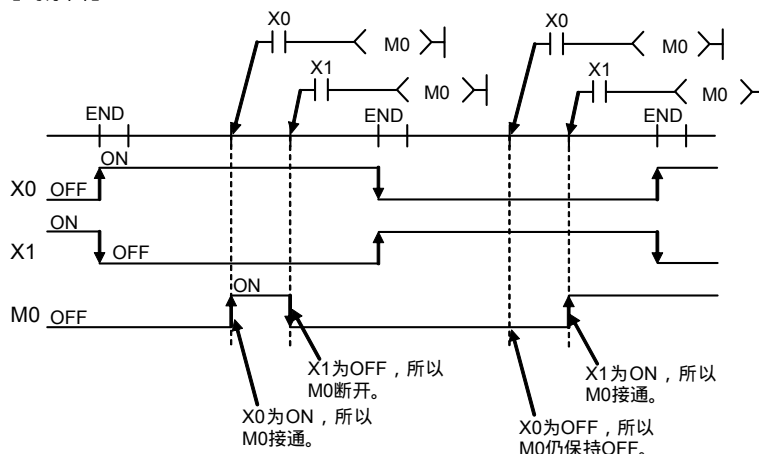 X0 M0 X0 M0
X1 M0 X1 M0
END END END
ON
X0 OFF
ON
X1 OFF
ON
M0 OFF
X1为OFF，所以
M0断开。
X1为ON，所以
M0接通。
X0为ON，所以
M0接通。
X0为OFF，所以
M0仍保持OFF。